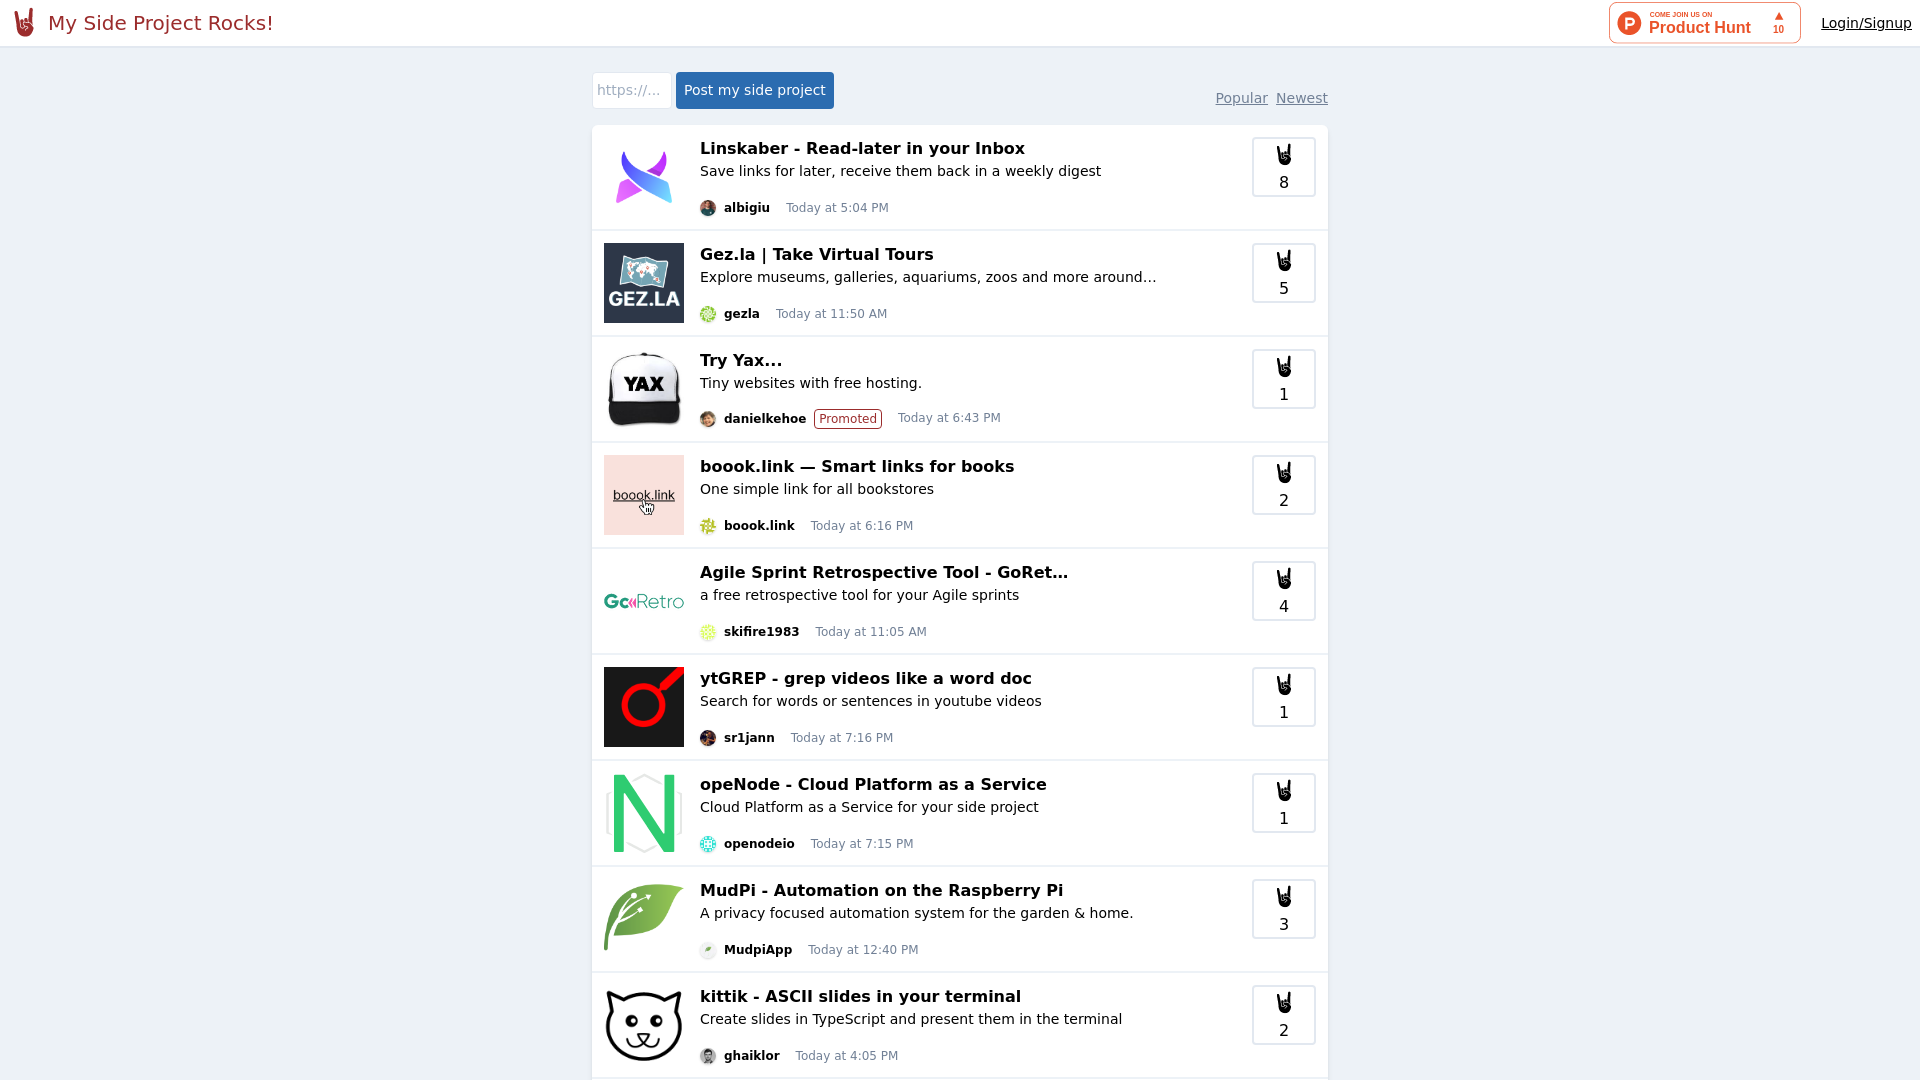 My Side Project Rocks!
COME JOIN US ON
Product Hunt
10
Login/Signup
https://...
Post my side project
Popular Newest
Linskaber - Read-later in your Inbox
Save links for later, receive them back in a weekly digest
albigiu Today at 5:04 PM
8
GEZ.LA
Gez.la | Take Virtual Tours
Explore museums, galleries, aquariums, zoos and more around...
gezla Today at 11:50 AM
5
YAX
Try Yax...
Tiny websites with free hosting.
danielkehoe Promoted Today at 6:43 PM
1
boook.link
boook.link — Smart links for books
One simple link for all bookstores
boook.link Today at 6:16 PM
2
GoRetro
Agile Sprint Retrospective Tool - GoRet...
a free retrospective tool for your Agile sprints
skifire1983 Today at 11:05 AM
4
ytGREP - grep videos like a word doc
Search for words or sentences in youtube videos
sr1jann Today at 7:16 PM
1
N
opeNode - Cloud Platform as a Service
Cloud Platform as a Service for your side project
openodeio Today at 7:15 PM
1
MudPi - Automation on the Raspberry Pi
A privacy focused automation system for the garden & home.
MudpiApp Today at 12:40 PM
3
kittik - ASCII slides in your terminal
Create slides in TypeScript and present them in the terminal
ghaiklor Today at 4:05 PM
2